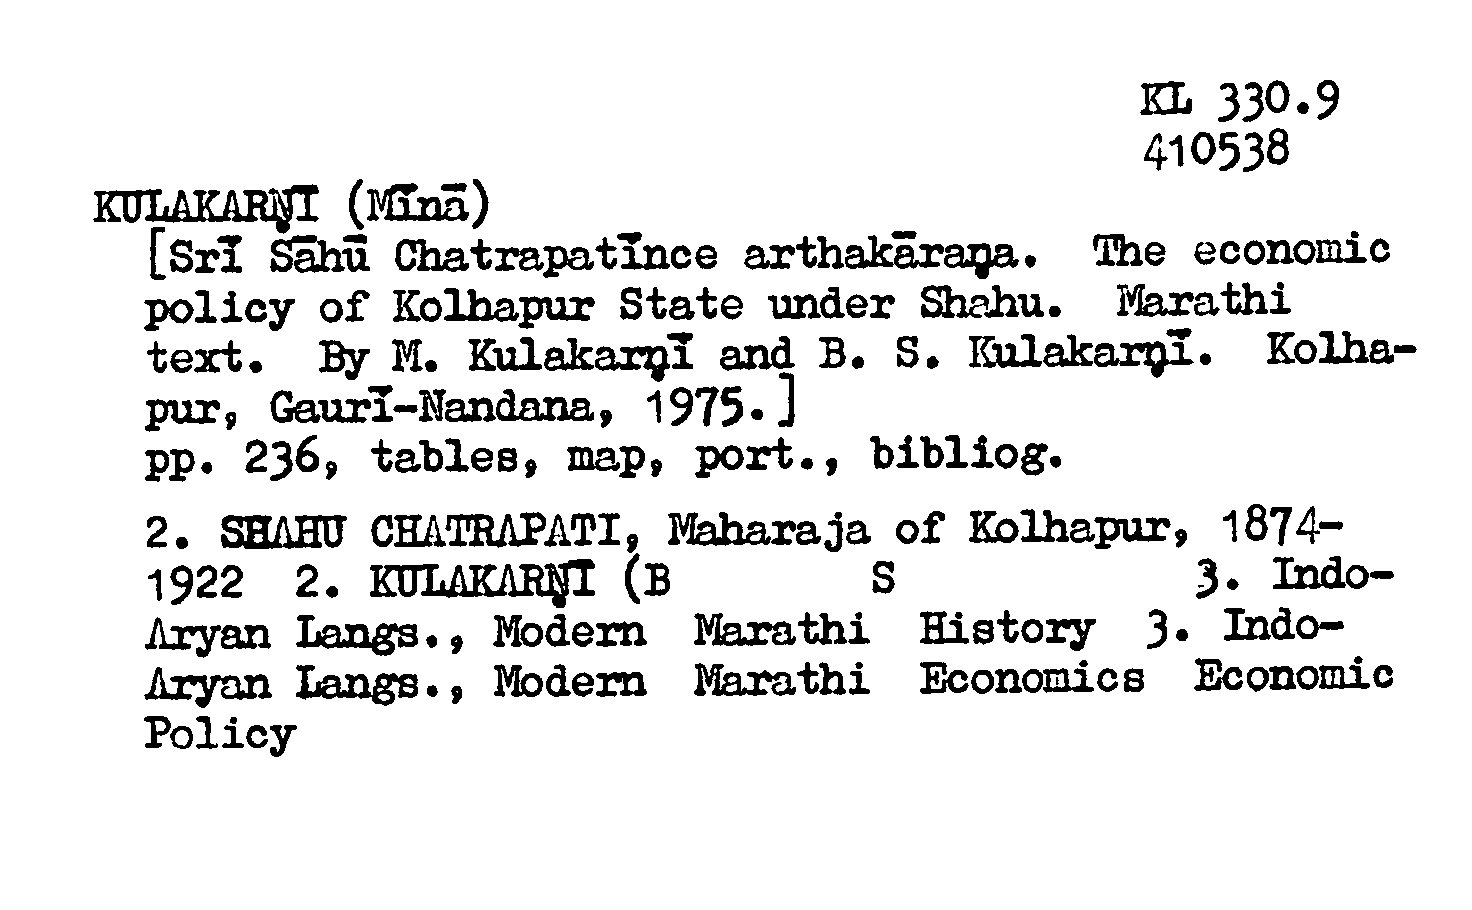 KL 330.9
410538
KULAKARṆĪ (Mīnā)
[Srī Sāhū Chatrapatīnce arthakāraṇa. The economic
policy of Kolhapur State under Shahu. Marathi
text. By M. Kulakarṇī and B. S. Kulakarṇī. Kolha-
pur, Gaurī-Nandana, 1975.]
pp. 236, tables, map, port., bibliog.
2. SHAHU CHATRAPATI, Maharaja of Kolhapur, 1874-
1922 2. KULAKARṆĪ (B S 3. Indo-
Aryan Langs., Modern Marathi History 3. Indo-
Aryan Langs., Modern Marathi Economics Economic
Policy